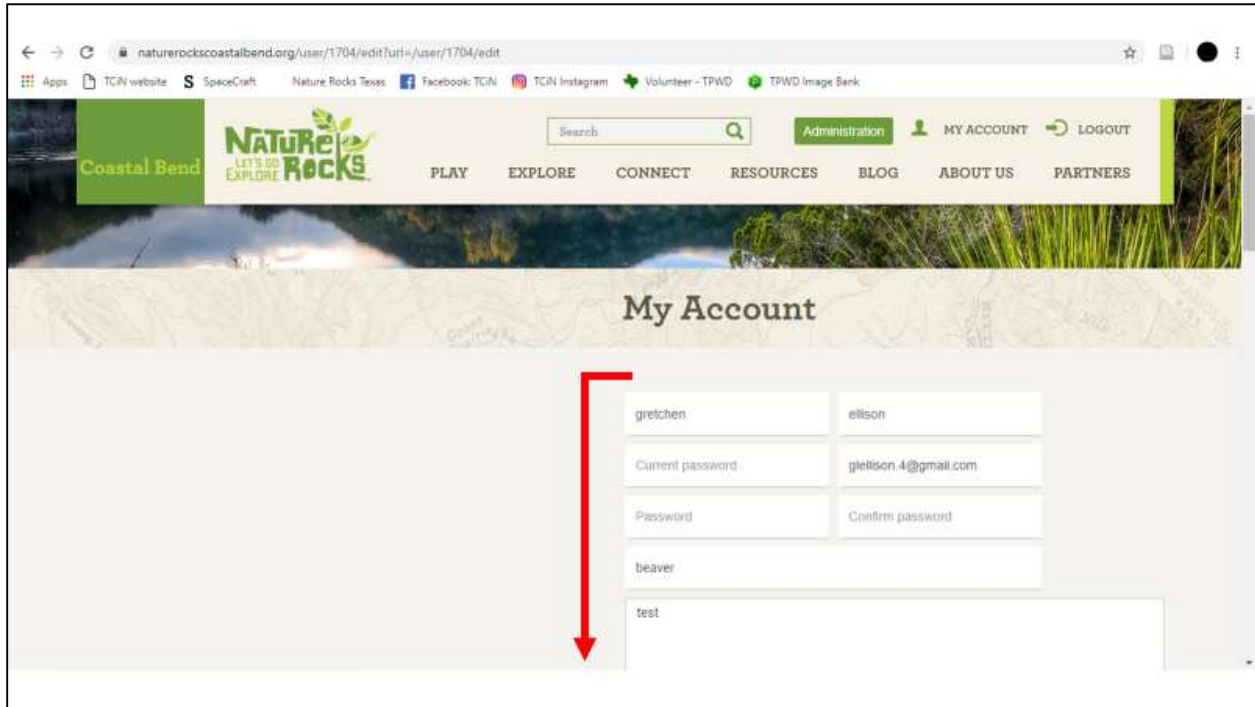 naturerockscoastalbend.org/user/1704/edit?url=/user/1704/edit
Apps TCiN website S SpaceCraft Nature Rocks Texas Facebook: TCiN TCiN Instagram Volunteer - TPWD TPWD Image Bank
Coastal Bend
NATURE
LET'S GO
EXPLORE
ROCKS
Search
Administration
MY ACCOUNT
LOGOUT
PLAY EXPLORE CONNECT RESOURCES BLOG ABOUT US PARTNERS
My Account
gretchen ellison
Current password glellison.4@gmail.com
Password Confirm password
beaver
test